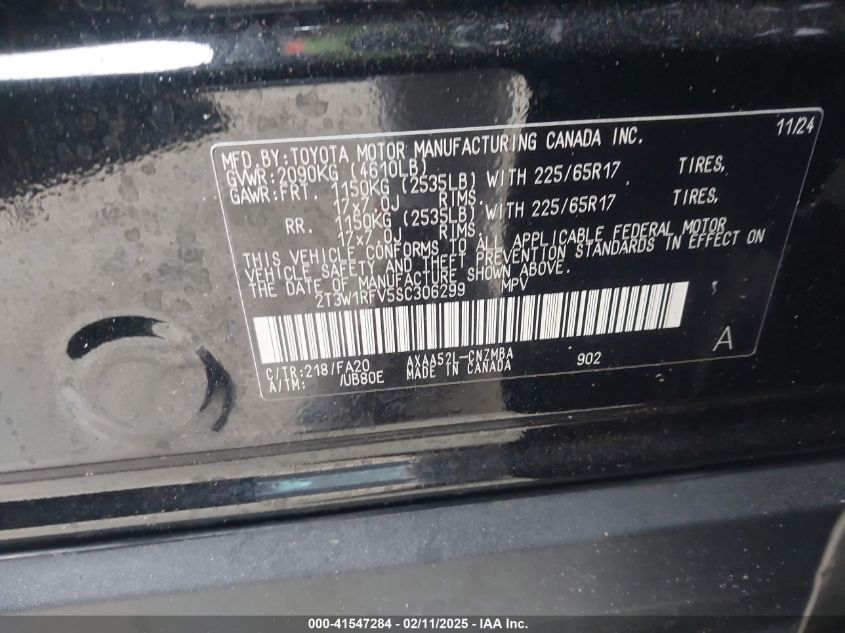 11/24
MFD.BY:TOYOTA MOTOR MANUFACTURING CANADA INC.
GVWR:2090KG (4610LB)
GAWR:FRT. 1150KG (2535LB) WITH 225/65R17 TIRES,
17x7.0J RIMS.
RR. 1150KG (2535LB) WITH 225/65R17 TIRES,
17x7.0J RIMS.
THIS VEHICLE CONFORMS TO ALL APPLICABLE FEDERAL MOTOR
VEHICLE SAFETY AND THEFT PREVENTION STANDARDS IN EFFECT ON
THE DATE OF MANUFACTURE SHOWN ABOVE.
2T3W1RFV5SC306299 MPV
C/TR:218/FA20 AXAA52L-CNZMBA 902 A
A/TM: /UB80E MADE IN CANADA
000-41547284 - 02/11/2025 - IAA Inc.